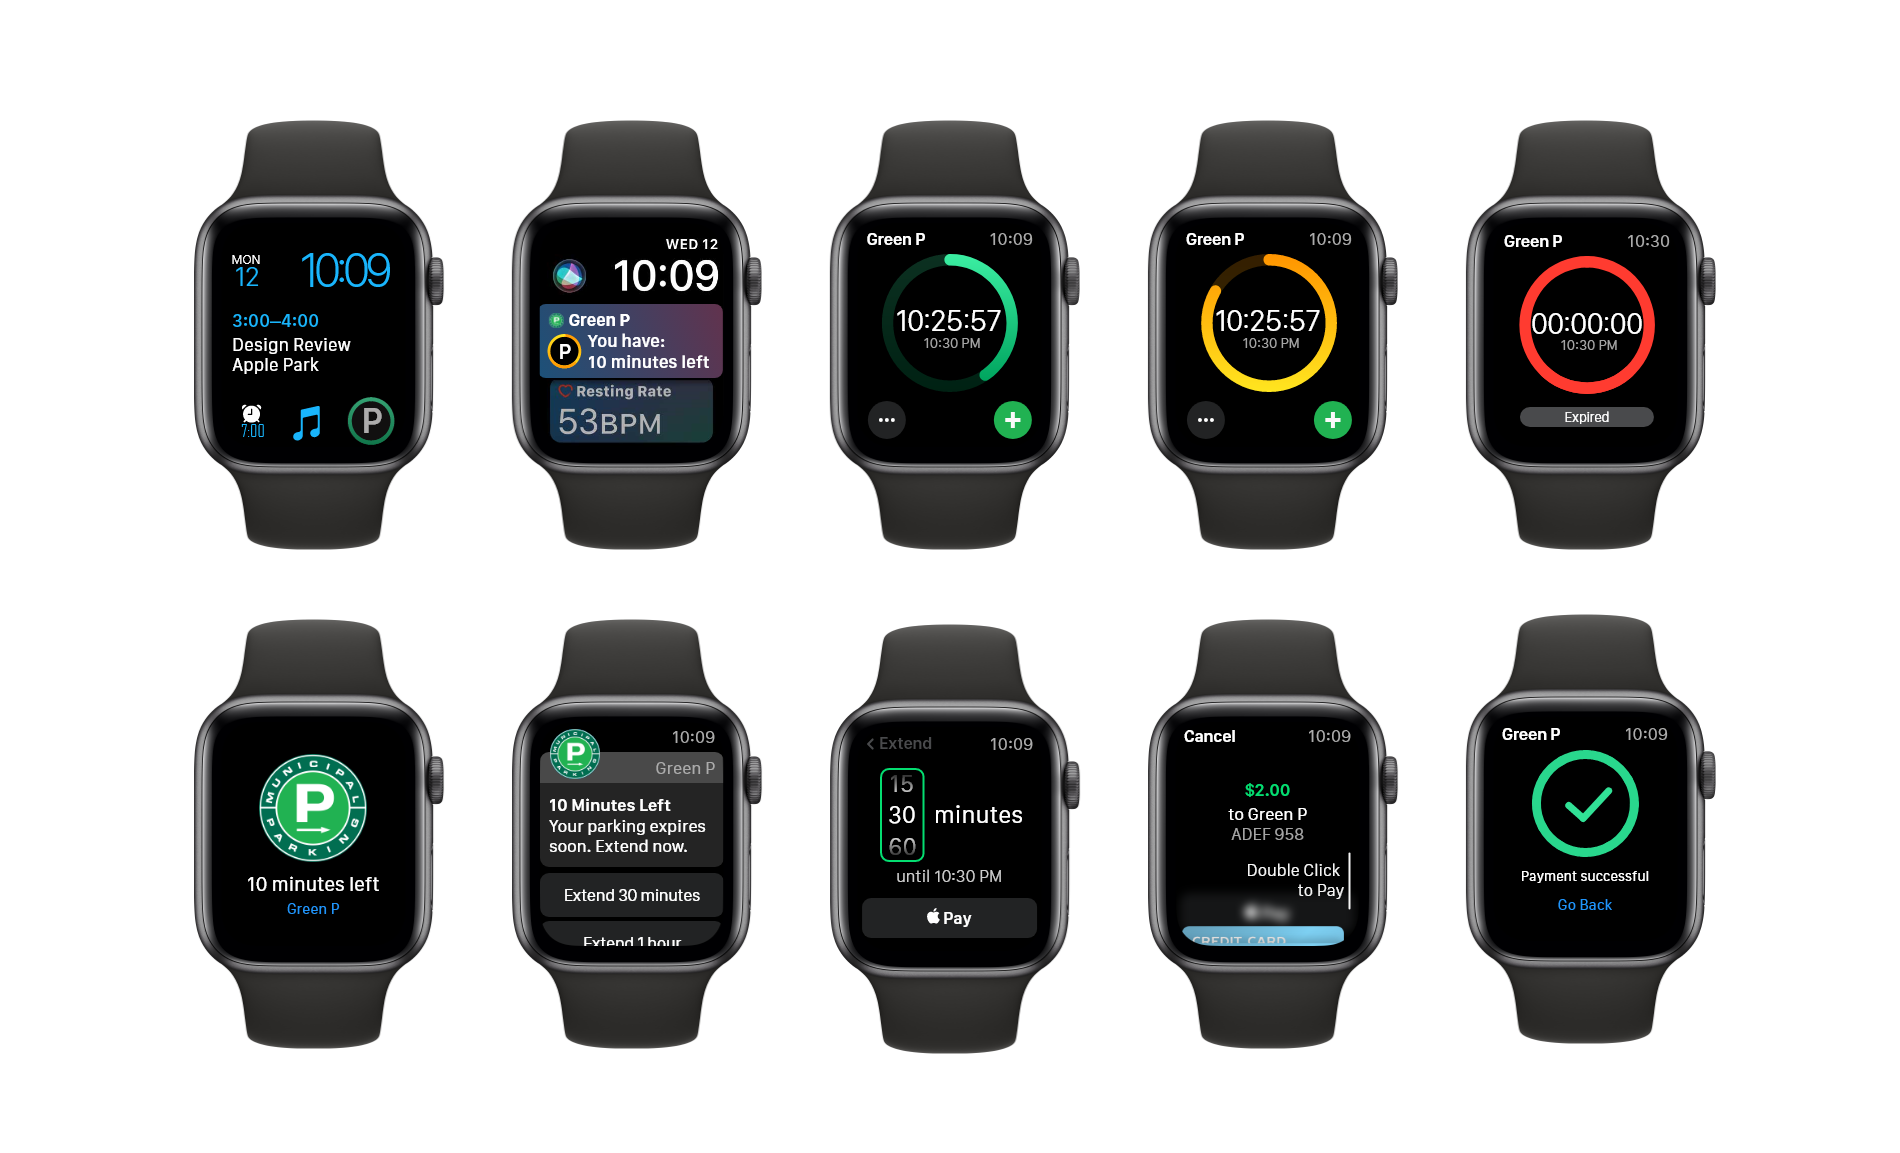 MON
12
10:09
3:00–4:00
Design Review
Apple Park
7:00
P
WED 12
10:09
P
Green P
P
You have:
10 minutes left
Resting Rate
53BPM
Green P
10:09
10:25:57
10:30 PM
Green P
10:09
10:25:57
10:30 PM
Green P
10:30
00:00:00
10:30 PM
Expired
MUNICIPAL
P
PARKING
10 minutes left
Green P
10:09
MUNICIPAL
P
PARKING
Green P
10 Minutes Left
Your parking expires
soon. Extend now.
Extend 30 minutes
Extend 1 hour
Extend
10:09
15
30
60
minutes
until 10:30 PM
Pay
Cancel
10:09
$2.00
to Green P
ADEF 958
Double Click
to Pay
Pay
CREDIT CARD
Green P
10:09
Payment successful
Go Back